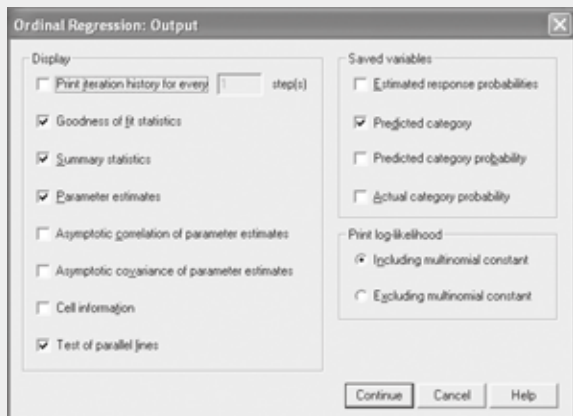 Ordinal Regression: Output
Display
Print iteration history for every 1 step(s)
Goodness of fit statistics
Summary statistics
Parameter estimates
Asymptotic correlation of parameter estimates
Asymptotic covariance of parameter estimates
Cell information
Test of parallel lines
Saved variables
Estimated response probabilities
Predicted category
Predicted category probability
Actual category probability
Print log-likelihood
Including multinomial constant
Excluding multinomial constant
Continue Cancel Help